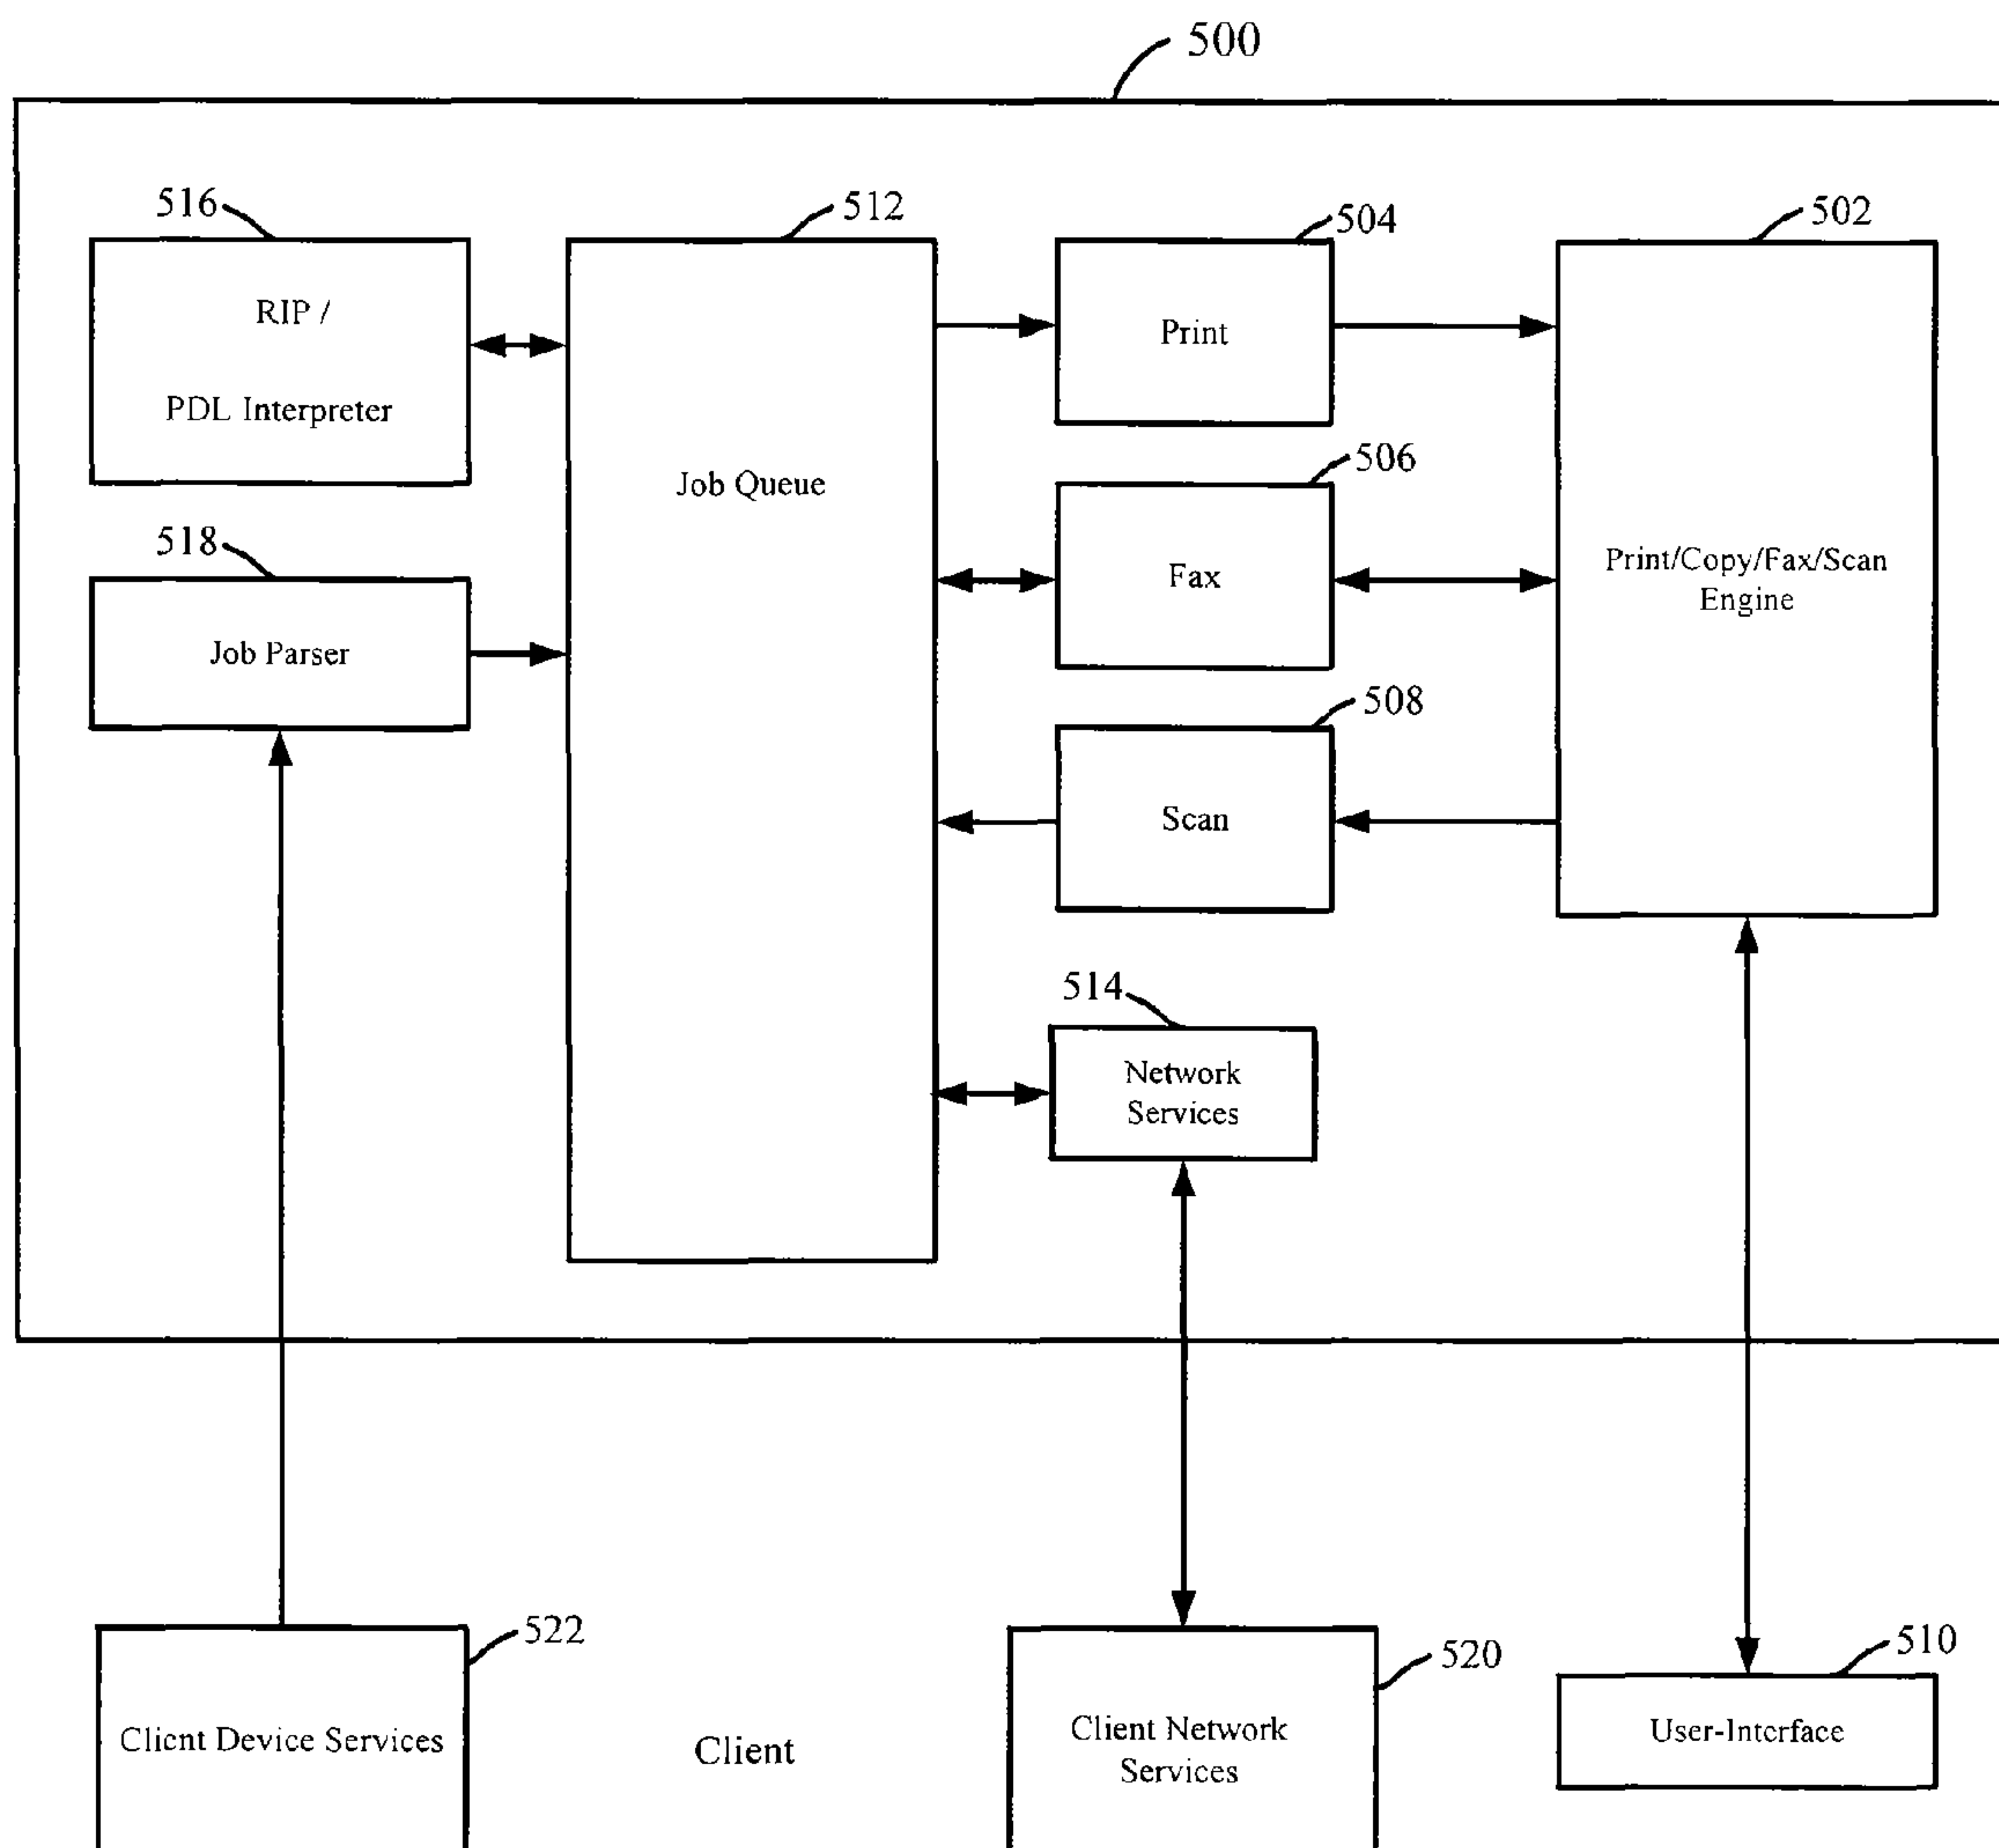 500
516
512
504
502
RIP /
PDL Interpreter
Job Queue
Print
506
518
Fax
Print/Copy/Fax/Scan
Engine
Job Parser
508
Scan
514
Network
Services
522
520
510
Client Device Services
Client
Client Network
Services
User-Interface